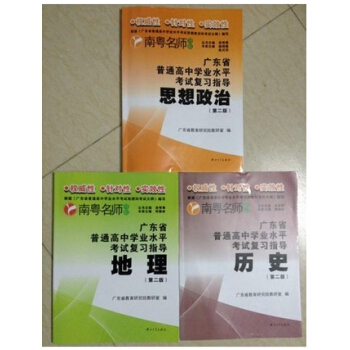 权威性 针对性 实效性
南粤名师
广东省
普通高中学业水平
考试复习指导
思想政治
(第二版)
广东省教育研究院教研室 编
权威性 针对性 实效性
南粤名师
广东省
普通高中学业水平
考试复习指导
地理
(第二版)
广东省教育研究院教研室 编
权威性 针对性 实效性
南粤名师
广东省
普通高中学业水平
考试复习指导
历史
(第二版)
广东省教育研究院教研室 编